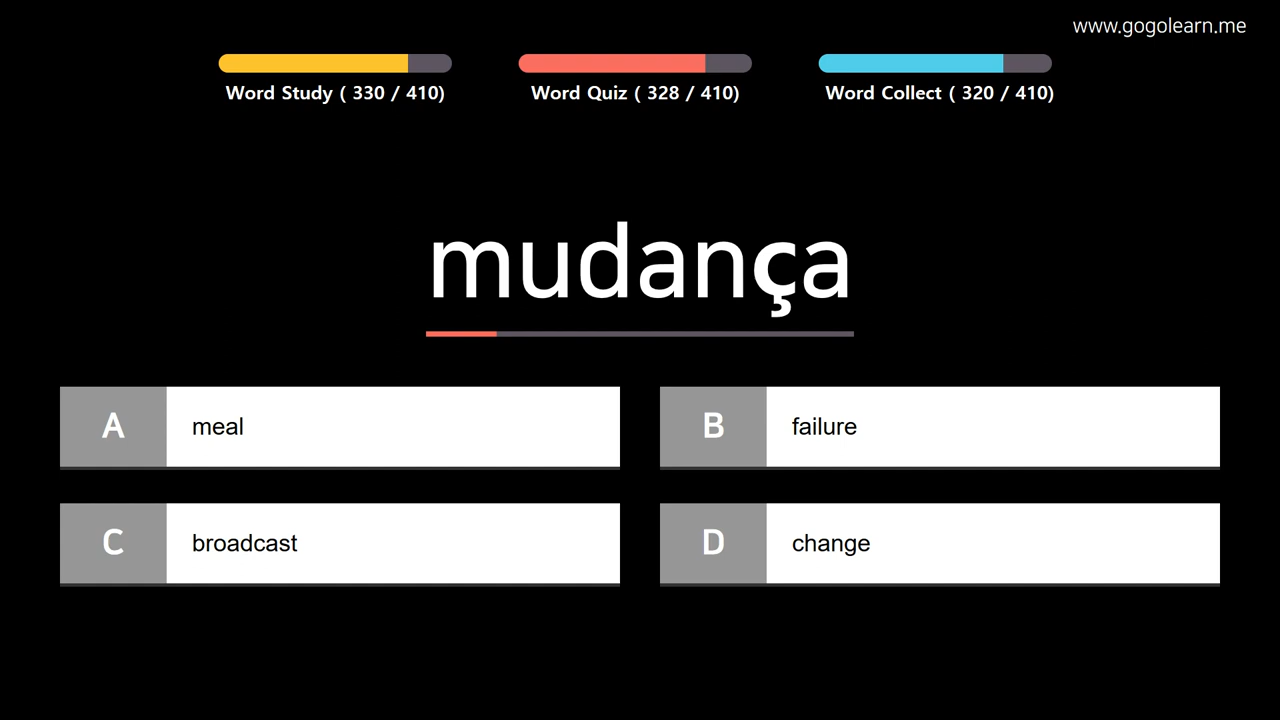 www.gogolearn.me
Word Study ( 330 / 410)
Word Quiz ( 328 / 410)
Word Collect ( 320 / 410)
mudança
A meal
B failure
C broadcast
D change